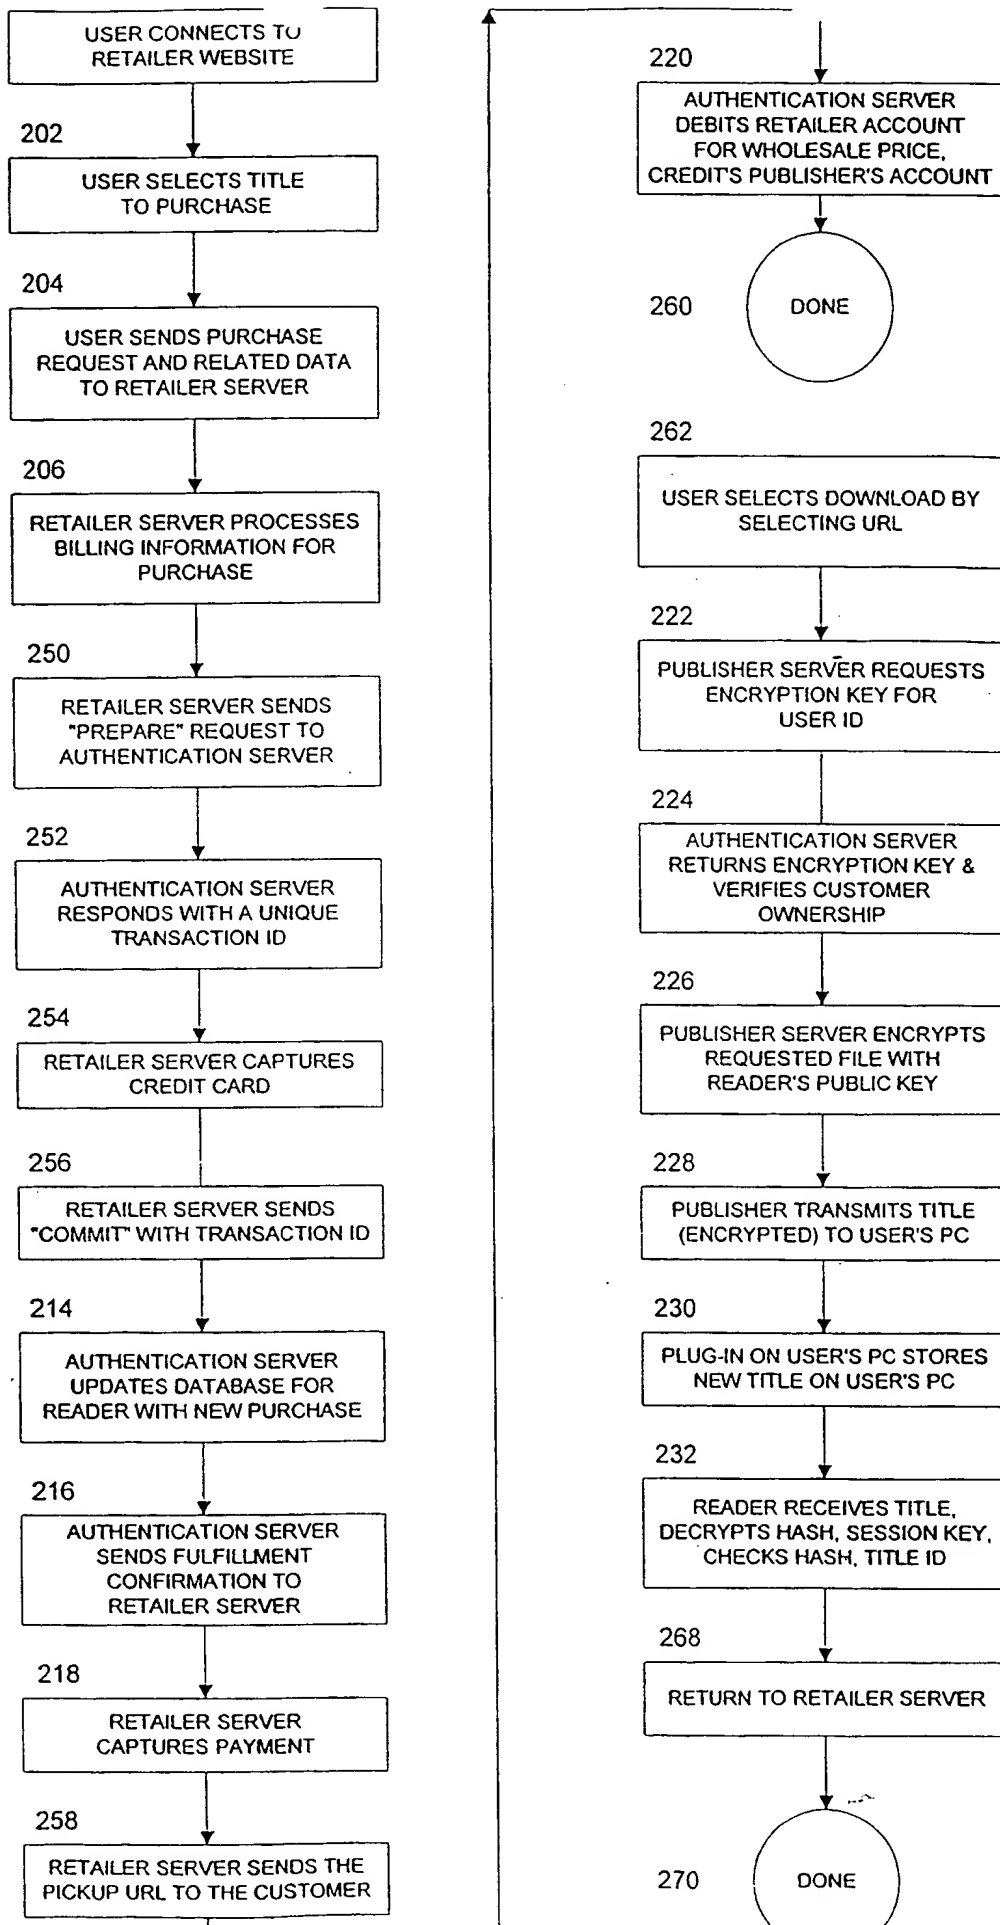 USER CONNECTS TO
RETAILER WEBSITE
202
USER SELECTS TITLE
TO PURCHASE
204
USER SENDS PURCHASE
REQUEST AND RELATED DATA
TO RETAILER SERVER
206
RETAILER SERVER PROCESSES
BILLING INFORMATION FOR
PURCHASE
250
RETAILER SERVER SENDS
"PREPARE" REQUEST TO
AUTHENTICATION SERVER
252
AUTHENTICATION SERVER
RESPONDS WITH A UNIQUE
TRANSACTION ID
254
RETAILER SERVER CAPTURES
CREDIT CARD
256
RETAILER SERVER SENDS
"COMMIT" WITH TRANSACTION ID
214
AUTHENTICATION SERVER
UPDATES DATABASE FOR
READER WITH NEW PURCHASE
216
AUTHENTICATION SERVER
SENDS FULFILLMENT
CONFIRMATION TO
RETAILER SERVER
218
RETAILER SERVER
CAPTURES PAYMENT
258
RETAILER SERVER SENDS THE
PICKUP URL TO THE CUSTOMER
220
AUTHENTICATION SERVER
DEBITS RETAILER ACCOUNT
FOR WHOLESALE PRICE,
CREDIT'S PUBLISHER'S ACCOUNT
260
DONE
262
USER SELECTS DOWNLOAD BY
SELECTING URL
222
PUBLISHER SERVER REQUESTS
ENCRYPTION KEY FOR
USER ID
224
AUTHENTICATION SERVER
RETURNS ENCRYPTION KEY &
VERIFIES CUSTOMER
OWNERSHIP
226
PUBLISHER SERVER ENCRYPTS
REQUESTED FILE WITH
READER'S PUBLIC KEY
228
PUBLISHER TRANSMITS TITLE
(ENCRYPTED) TO USER'S PC
230
PLUG-IN ON USER'S PC STORES
NEW TITLE ON USER'S PC
232
READER RECEIVES TITLE,
DECRYPTS HASH, SESSION KEY,
CHECKS HASH, TITLE ID
268
RETURN TO RETAILER SERVER
270
DONE